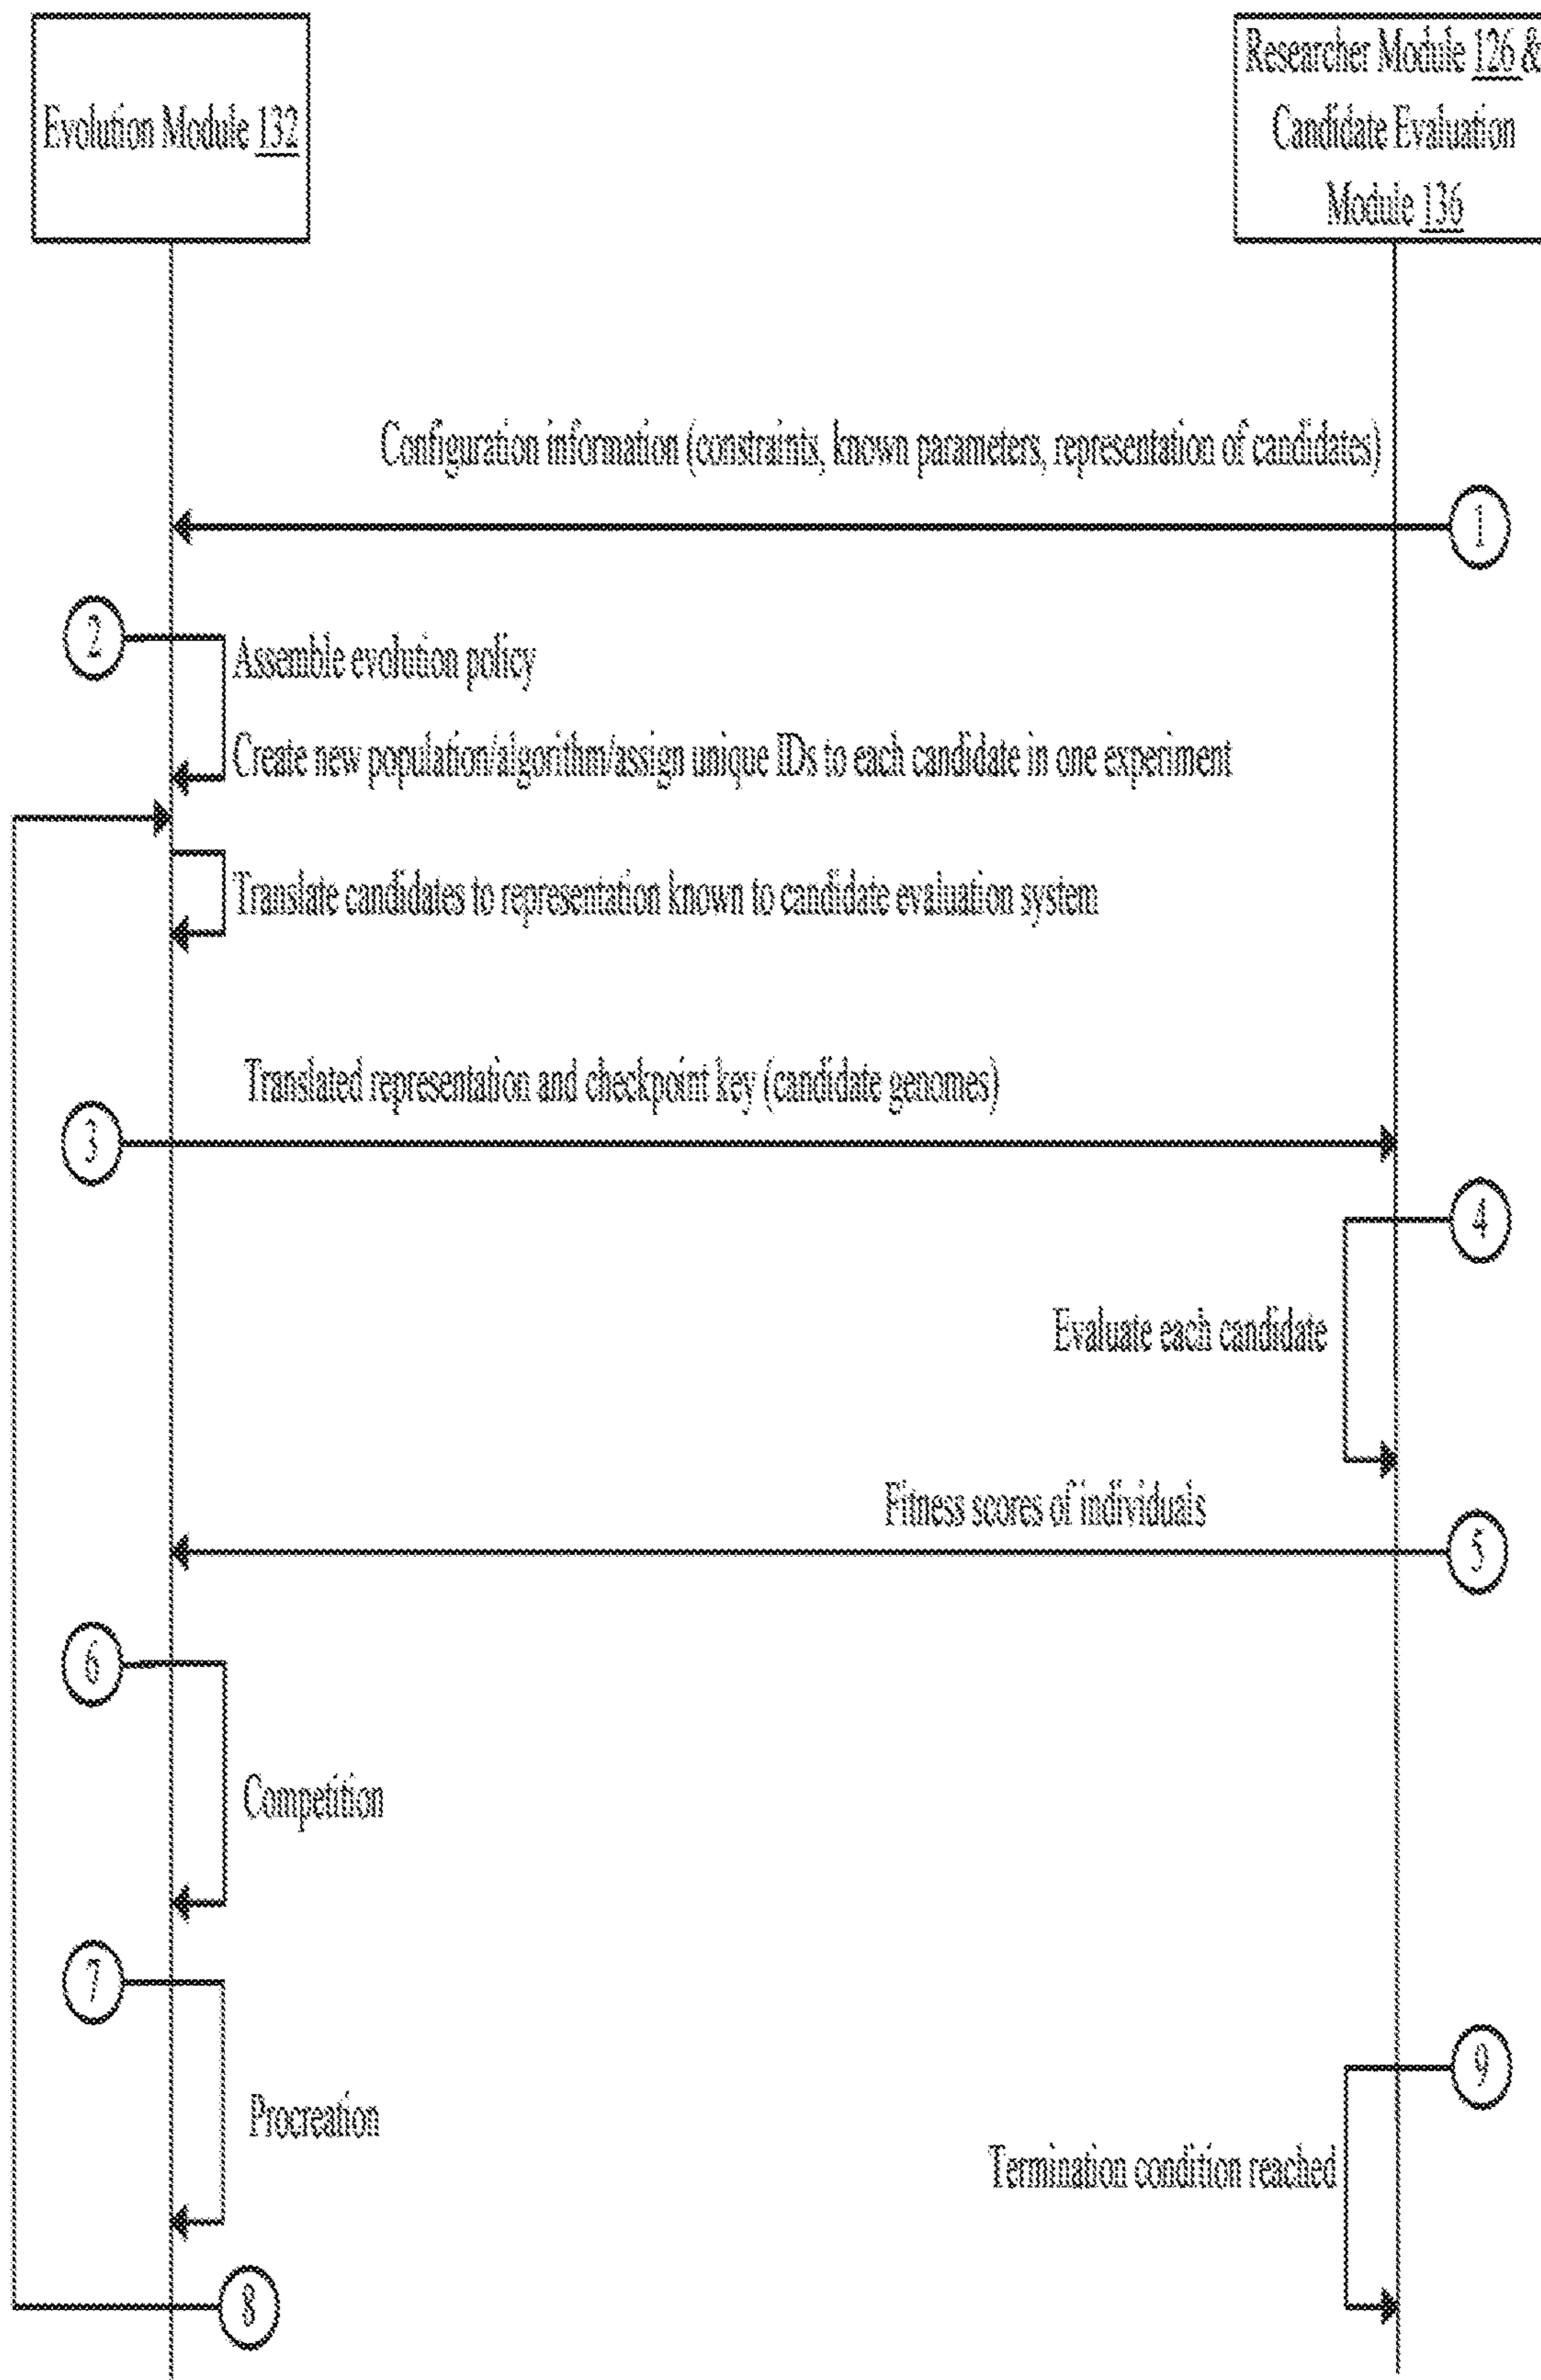 Evolution Module 132
Researcher Module 126 &
Candidate Evaluation
Module 136
Configuration information (constraints, known parameters, representation of candidates)
1
2
Assemble evolution policy
Create new population/algorithm/assign unique IDs to each candidate in one experiment
Translate candidates to representation known to candidate evaluation system
Translated representation and checkpoint key (candidate genomes)
3
4
Evaluate each candidate
Fitness scores of individuals
5
6
Competition
7
9
Procreation
Termination condition reached
8